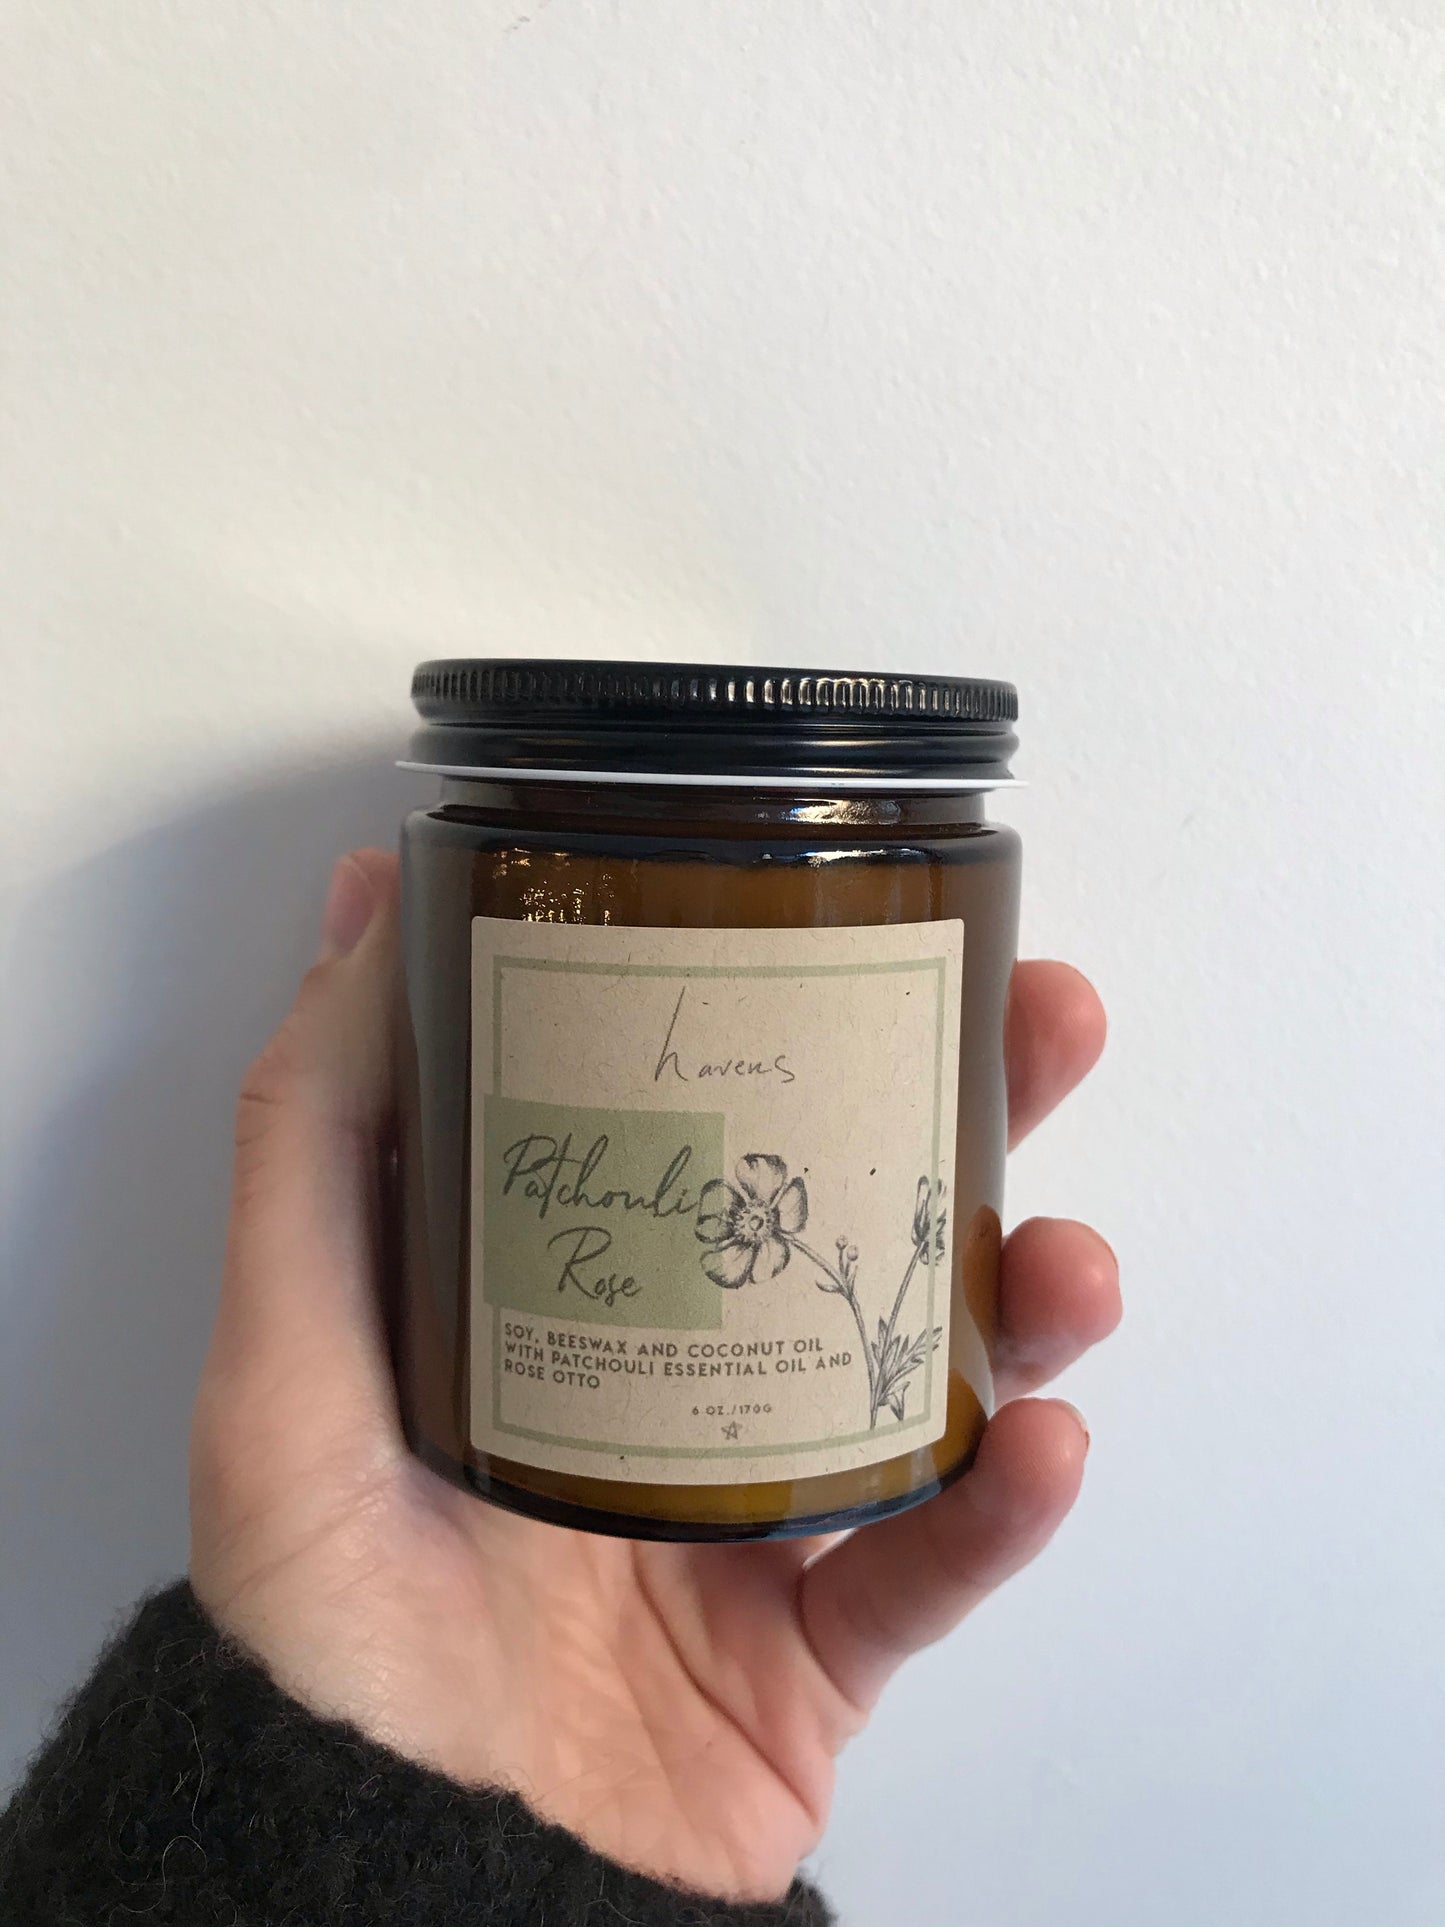 havens
Patchouli
Rose
SOY, BEESWAX AND COCONUT OIL
WITH PATCHOULI ESSENTIAL OIL AND
ROSE OTTO
6 OZ./170G